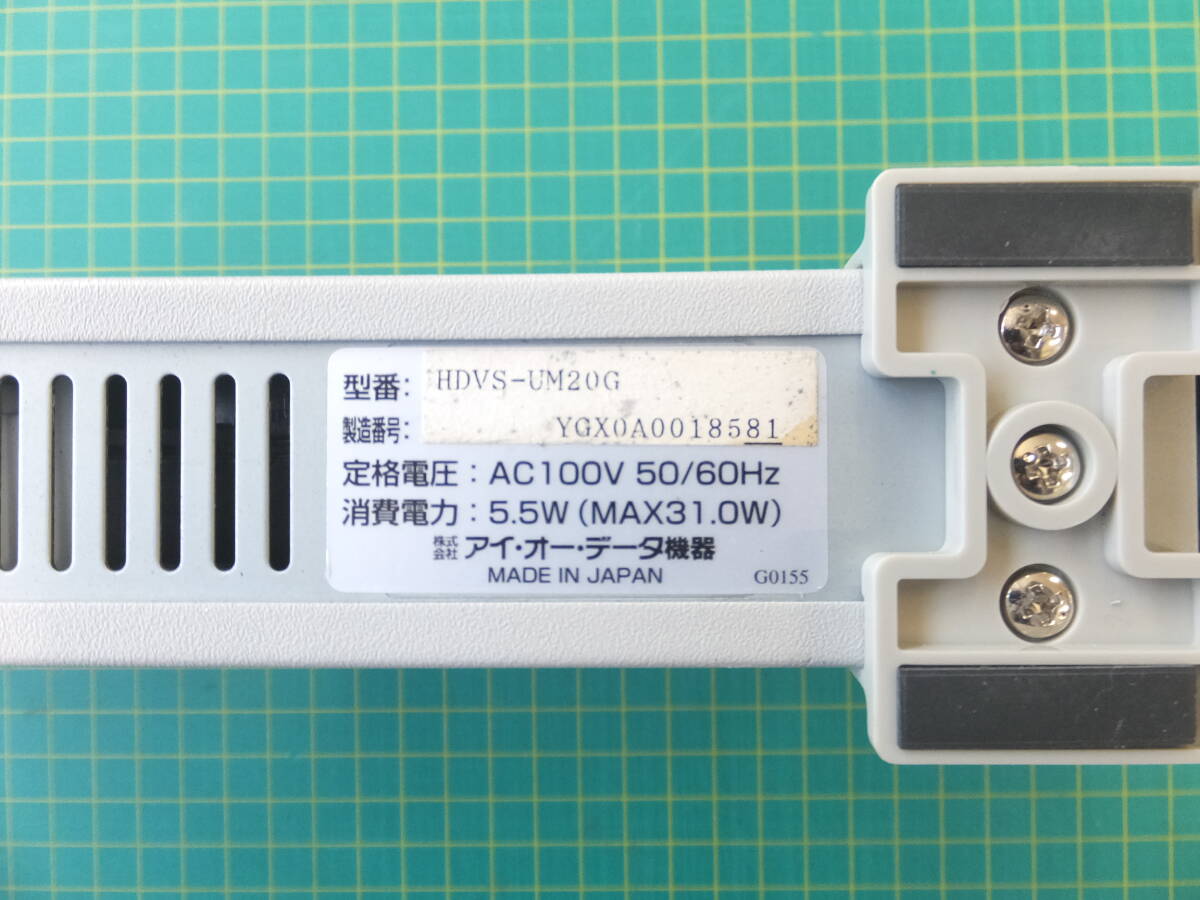 型番: HDVS-UM20G
製造番号: YGX0A0018581
定格電圧：AC100V 50/60Hz
消費電力：5.5W (MAX31.0W)
株式会社 アイ・オー・データ機器
MADE IN JAPAN G0155